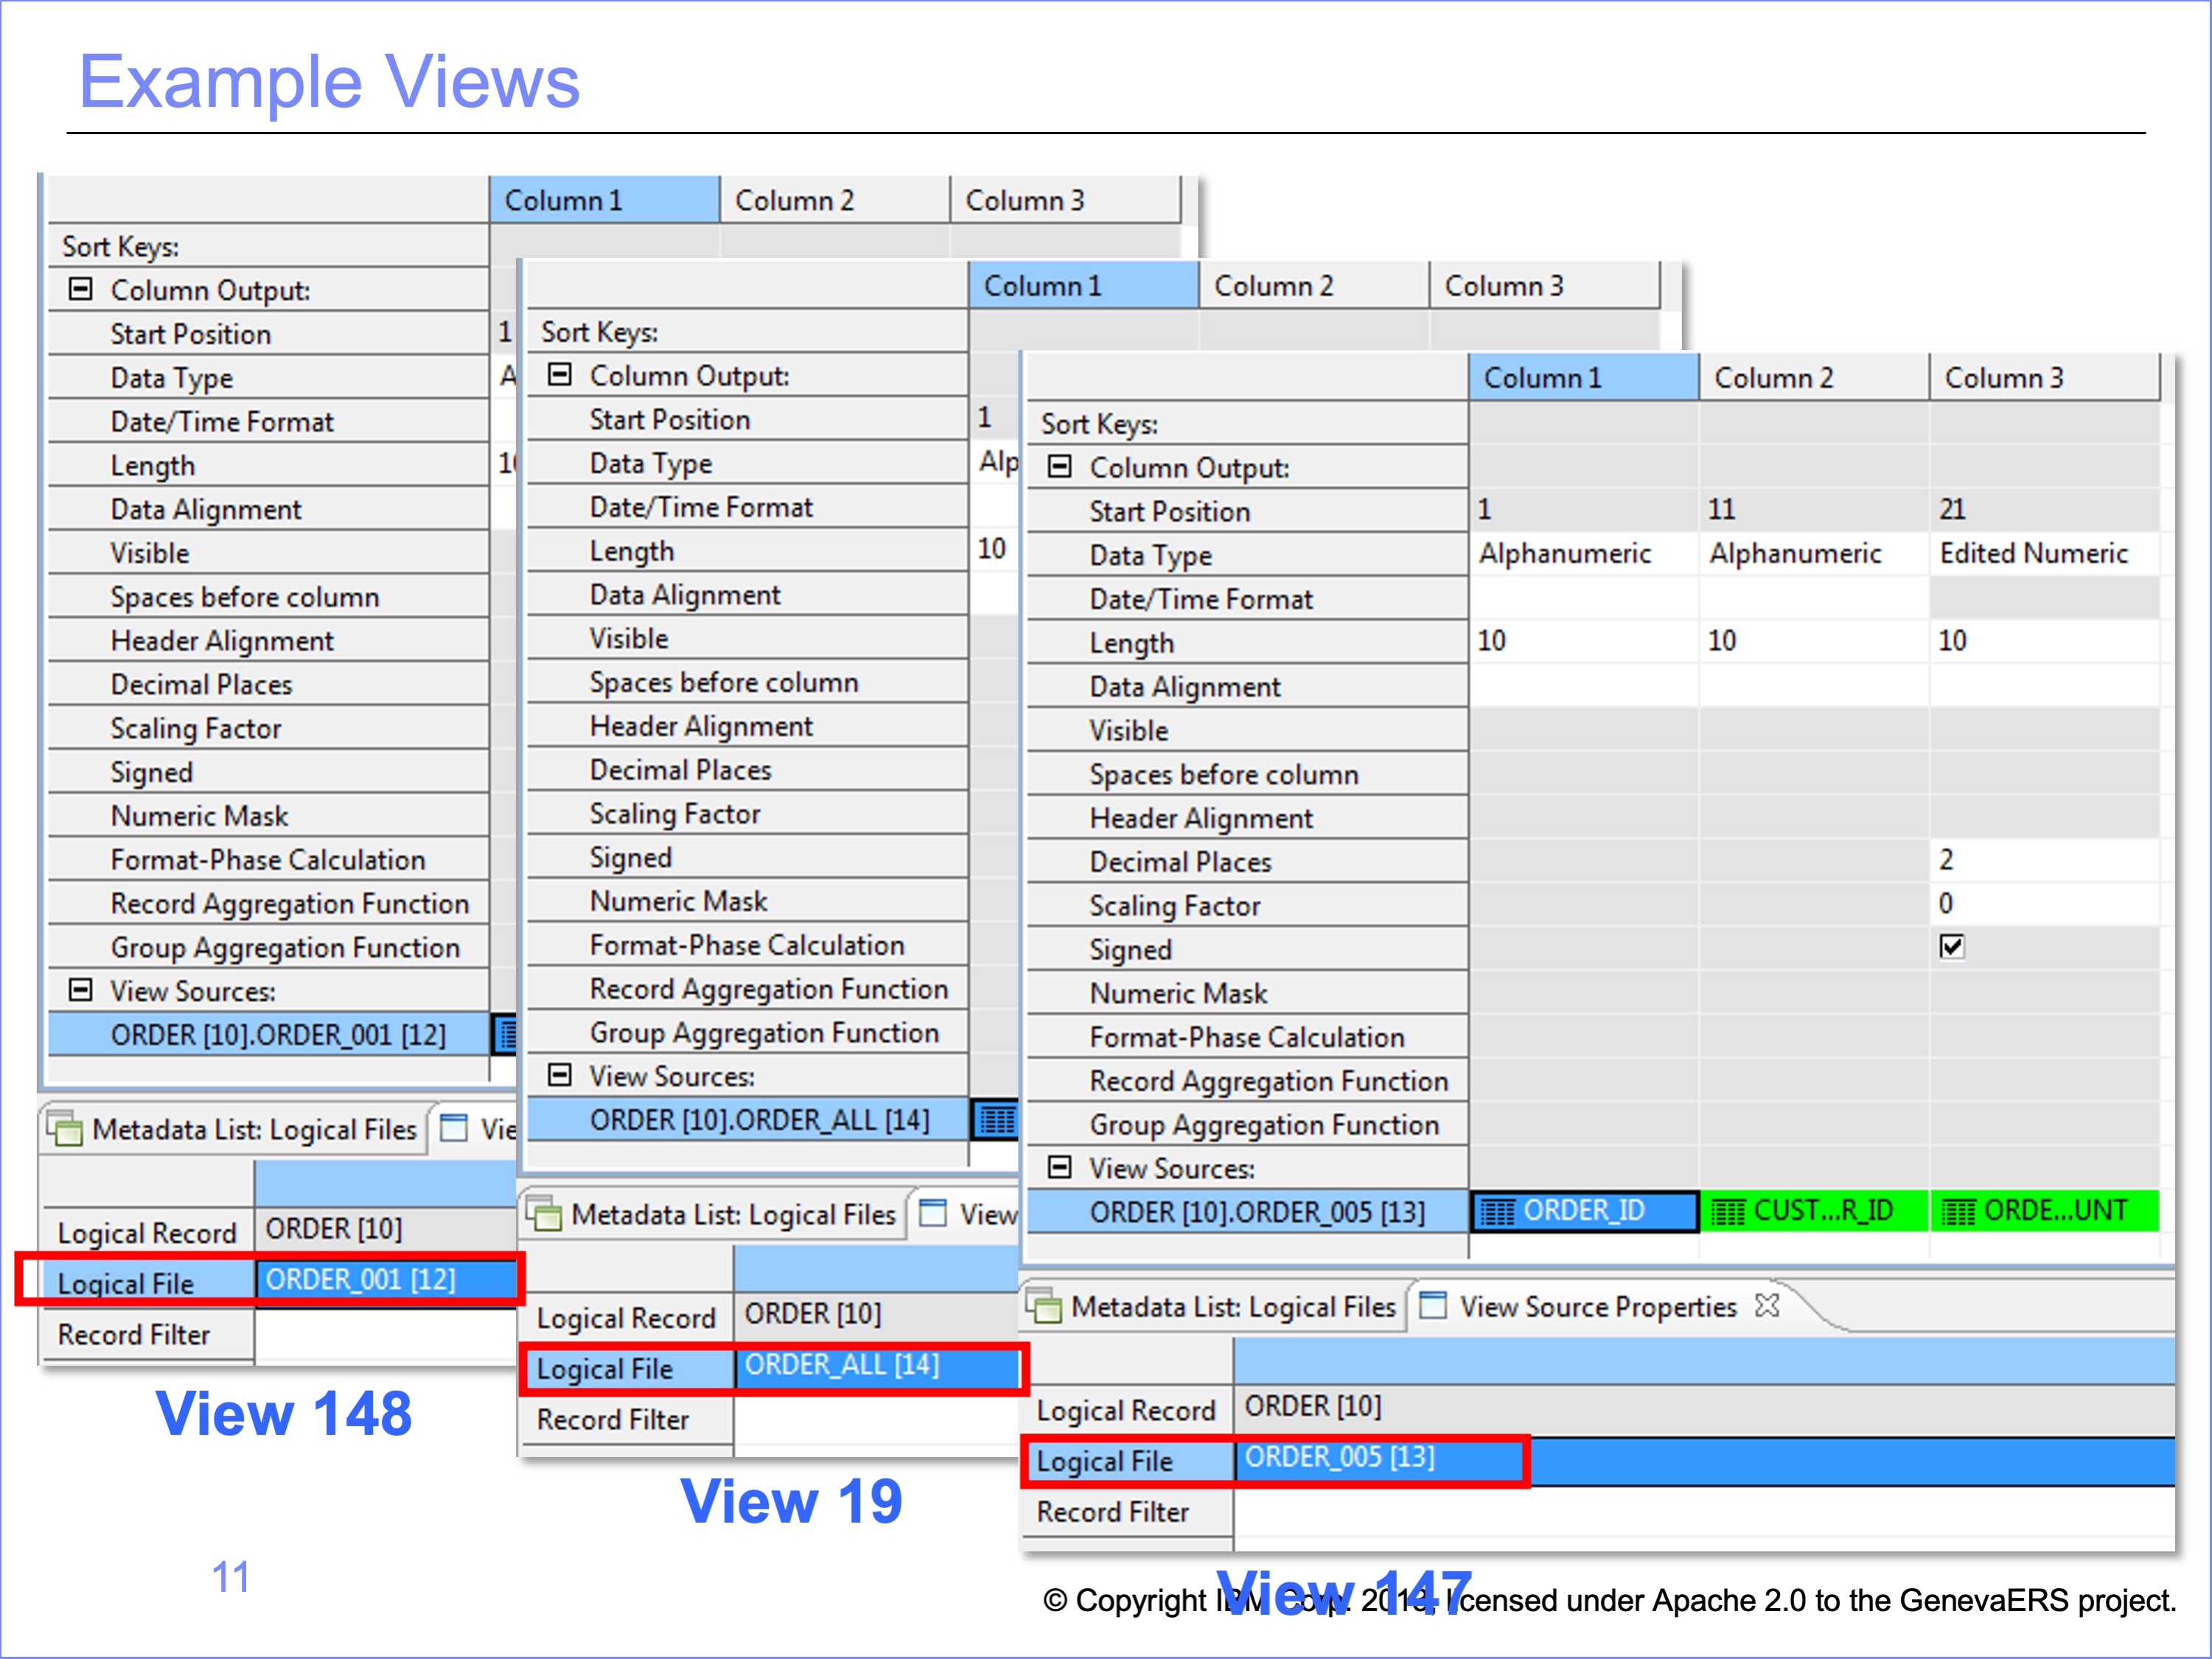 Example Views
Column 1 Column 2 Column 3
Sort Keys:
Column Output:
Start Position 1
Data Type A
Date/Time Format
Length 10
Data Alignment
Visible
Spaces before column
Header Alignment
Decimal Places
Scaling Factor
Signed
Numeric Mask
Format-Phase Calculation
Record Aggregation Function
Group Aggregation Function
View Sources:
ORDER [10].ORDER_001 [12]
Metadata List: Logical Files Vie
Logical Record ORDER [10]
Logical File ORDER_001 [12]
Record Filter
View 148
Column 1 Column 2 Column 3
Sort Keys:
Column Output:
Start Position 1
Data Type Alp
Date/Time Format
Length 10
Data Alignment
Visible
Spaces before column
Header Alignment
Decimal Places
Scaling Factor
Signed
Numeric Mask
Format-Phase Calculation
Record Aggregation Function
Group Aggregation Function
View Sources:
ORDER [10].ORDER_ALL [14]
Metadata List: Logical Files View
Logical Record ORDER [10]
Logical File ORDER_ALL [14]
Record Filter
View 19
Column 1 Column 2 Column 3
Sort Keys:
Column Output:
Start Position 1 11 21
Data Type Alphanumeric Alphanumeric Edited Numeric
Date/Time Format
Length 10 10 10
Data Alignment
Visible
Spaces before column
Header Alignment
Decimal Places 2
Scaling Factor 0
Signed
Numeric Mask
Format-Phase Calculation
Record Aggregation Function
Group Aggregation Function
View Sources:
ORDER [10].ORDER_005 [13] ORDER_ID CUST...R_ID ORDE...UNT
Metadata List: Logical Files View Source Properties
Logical Record ORDER [10]
Logical File ORDER_005 [13]
Record Filter
View 147
11
© Copyright IBM Corp. 2018, licensed under Apache 2.0 to the GenevaERS project.